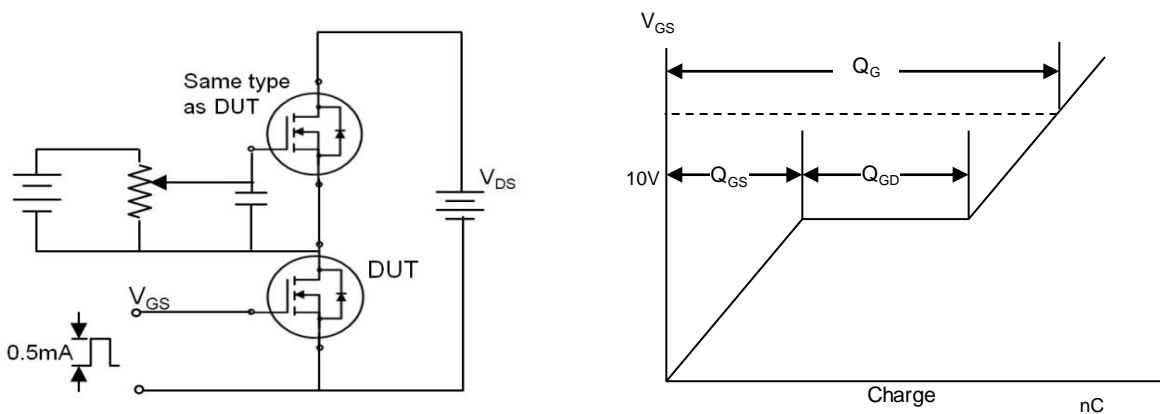 Same type
as DUT
V_DS
DUT
V_GS
0.5mA
V_GS
Q_G
10V
Q_GS
Q_GD
Charge
nC